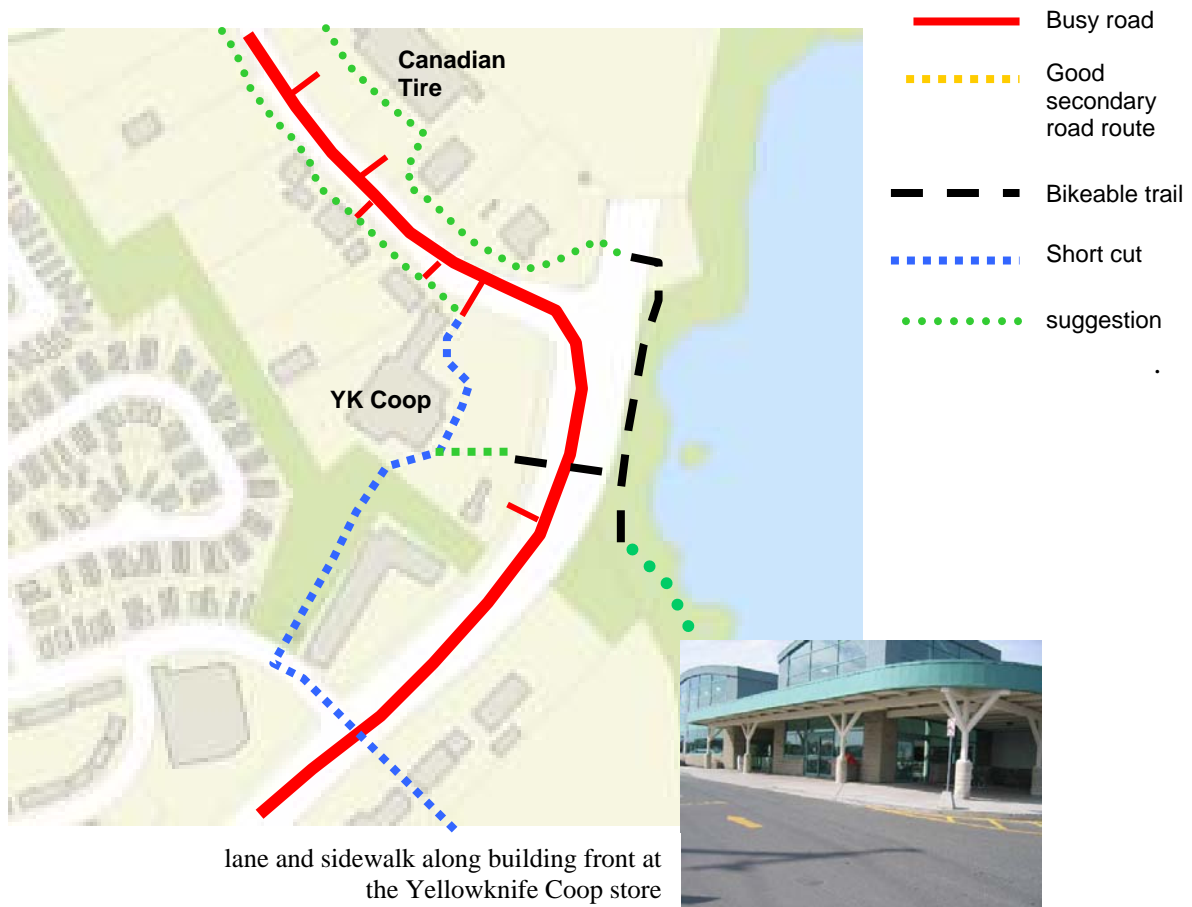 Canadian
Tire
YK Coop
Busy road
Good
secondary
road route
Bikeable trail
Short cut
suggestion
.
lane and sidewalk along building front at
the Yellowknife Coop store